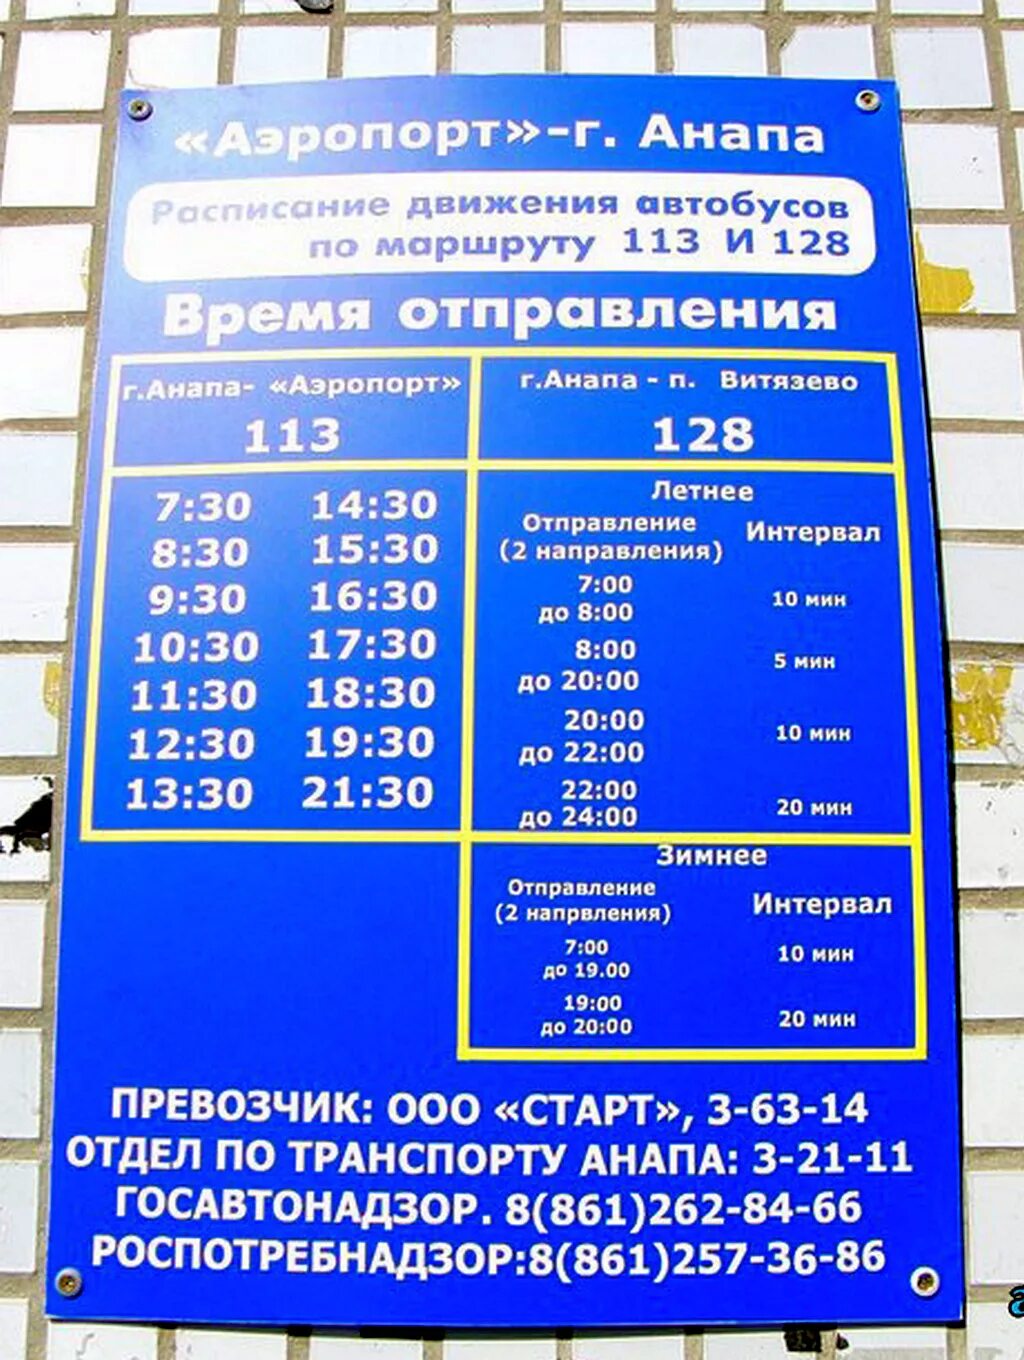 «Аэропорт»-г. Анапа
Расписание движения автобусов
по маршруту 113 И 128
Время отправления
г.Анапа- «Аэропорт»
113
7:30 14:30
8:30 15:30
9:30 16:30
10:30 17:30
11:30 18:30
12:30 19:30
13:30 21:30
г.Анапа - п. Витязево
128
Летнее
Отправление
(2 направления)
Интервал
7:00
до 8:00
10 мин
8:00
до 20:00
5 мин
20:00
до 22:00
10 мин
22:00
до 24:00
20 мин
Зимнее
Отправление
(2 напрвления)
Интервал
7:00
до 19.00
10 мин
19:00
до 20:00
20 мин
ПРЕВОЗЧИК: ООО «СТАРТ», 3-63-14
ОТДЕЛ ПО ТРАНСПОРТУ АНАПА: 3-21-11
ГОСАВТОНАДЗОР. 8(861)262-84-66
РОСПОТРЕБНАДЗОР:8(861)257-36-86